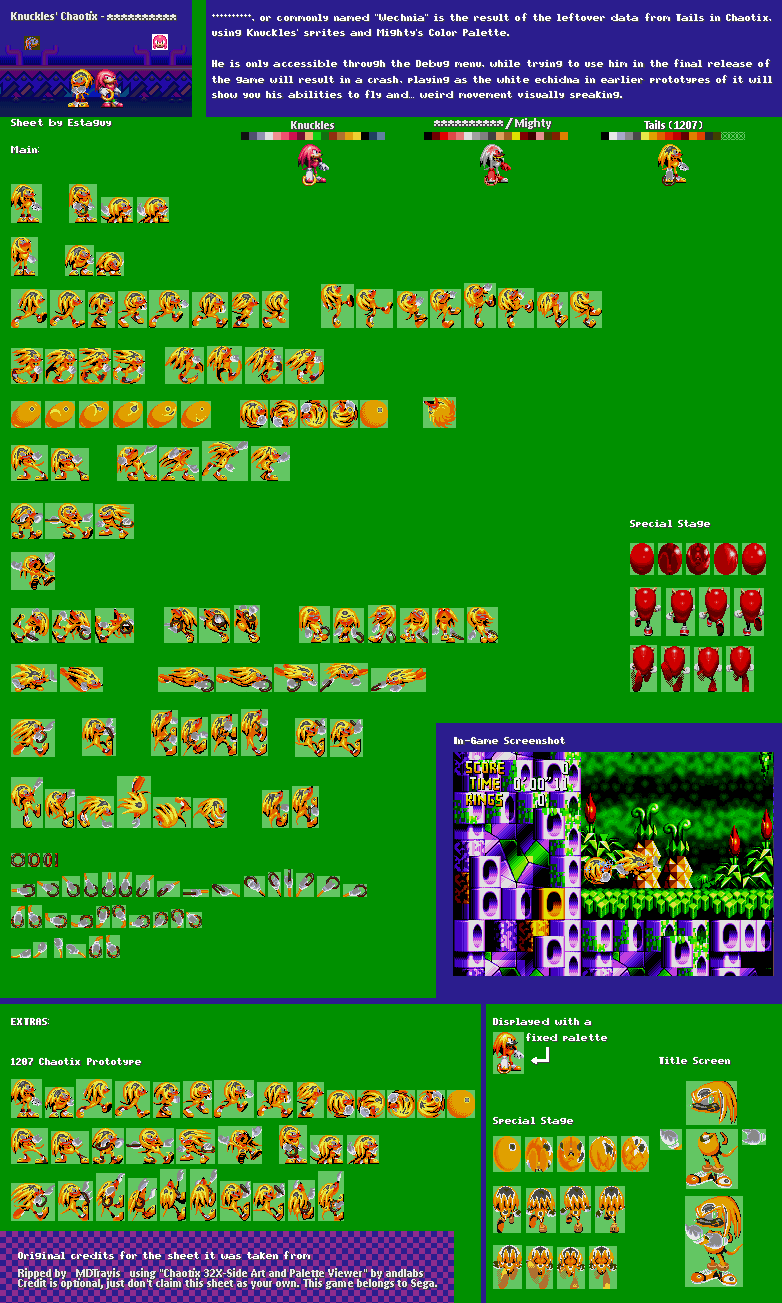 Knuckles' Chaotix - **********
**********, or commonly named "Wechnia" is the result of the leftover data from Tails in Chaotix,
using Knuckles' sprites and Mighty's Color Palette.
He is only accessible through the Debug menu, while trying to use him in the final release of
the game will result in a crash, playing as the white echidna in earlier prototypes of it will
show you his abilities to fly and... weird movement visually speaking.
Sheet by Estaguy
Knuckles
********** / Mighty
Tails (1207)
Main:
Special Stage
In-Game Screenshot
SCORE 0
TIME 0'00"11
RINGS 0
EXTRAS:
1207 Chaotix Prototype
Displayed with a
fixed palette
Title Screen
Special Stage
Original credits for the sheet it was taken from
Ripped by MDTravis using "Chaotix 32X-Side Art and Palette Viewer" by andlabs
Credit is optional, just don't claim this sheet as your own. This game belongs to Sega.